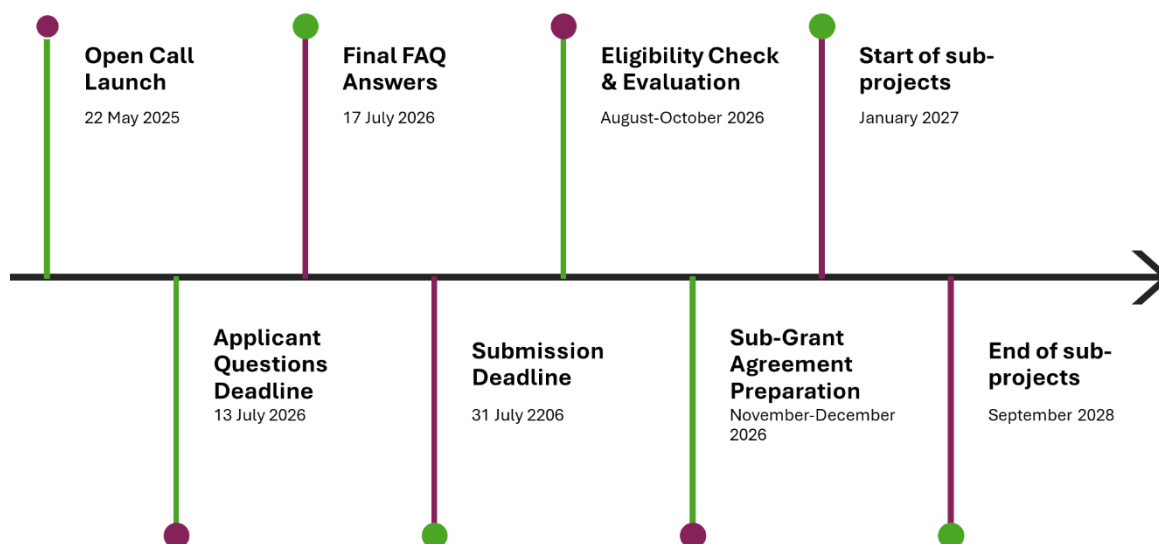 Open Call
Launch
22 May 2025
Final FAQ
Answers
17 July 2026
Eligibility Check
& Evaluation
August-October 2026
Start of sub-
projects
January 2027
Applicant
Questions
Deadline
13 July 2026
Submission
Deadline
31 July 2206
Sub-Grant
Agreement
Preparation
November-December
2026
End of sub-
projects
September 2028